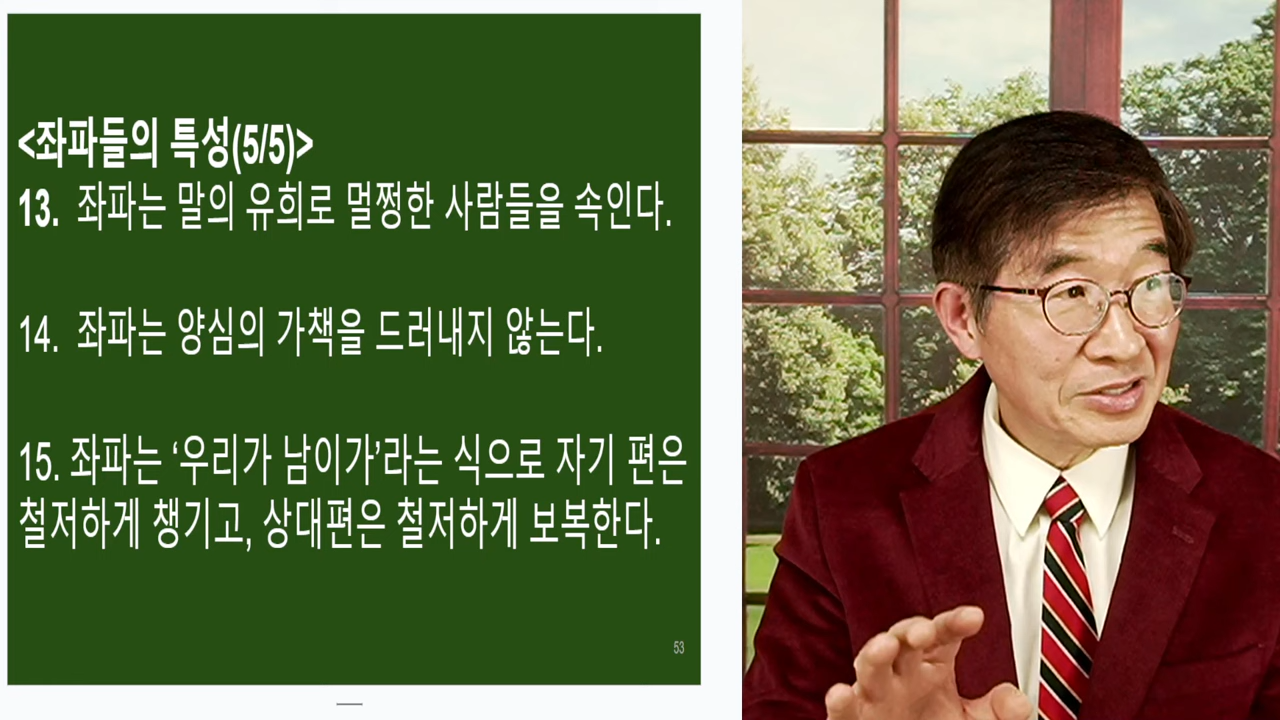 <좌파들의 특성(5/5)>
13. 좌파는 말의 유희로 멀쩡한 사람들을 속인다.
14. 좌파는 양심의 가책을 드러내지 않는다.
15. 좌파는 ‘우리가 남이가’라는 식으로 자기 편은
철저하게 챙기고, 상대편은 철저하게 보복한다.
53